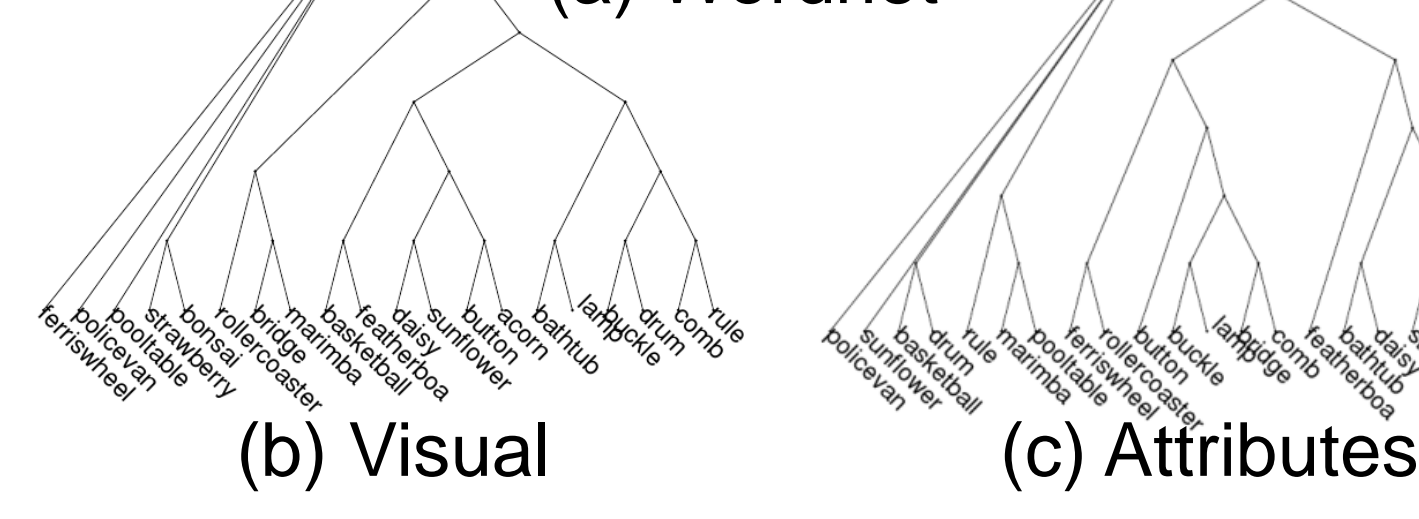 (a) Wordnet
ferriswheel
policevan
pooltable
strawberry
bonsai
rollercoaster
bridge
marimba
basketball
featherboa
daisy
sunflower
button
acorn
bathtub
lamp
buckle
drum
comb
rule
(b) Visual
policevan
sunflower
basketball
drum
rule
marimba
pooltable
ferriswheel
rollercoaster
button
buckle
lamp
bridge
comb
featherboa
bathtub
daisy
(c) Attributes